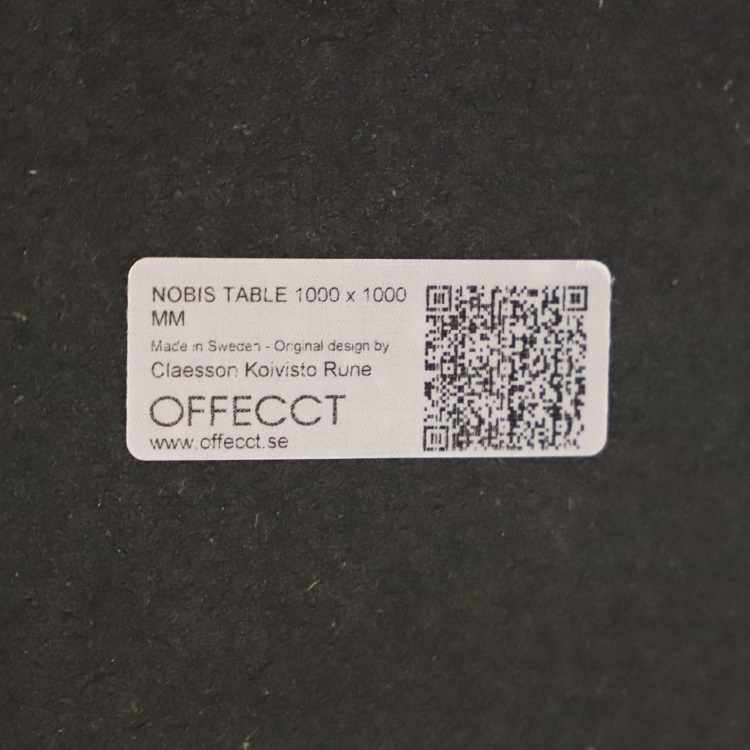 NOBIS TABLE 1000 x 1000
MM
Made in Sweden - Original design by
Claesson Koivisto Rune
OFFECCT
www.offecct.se